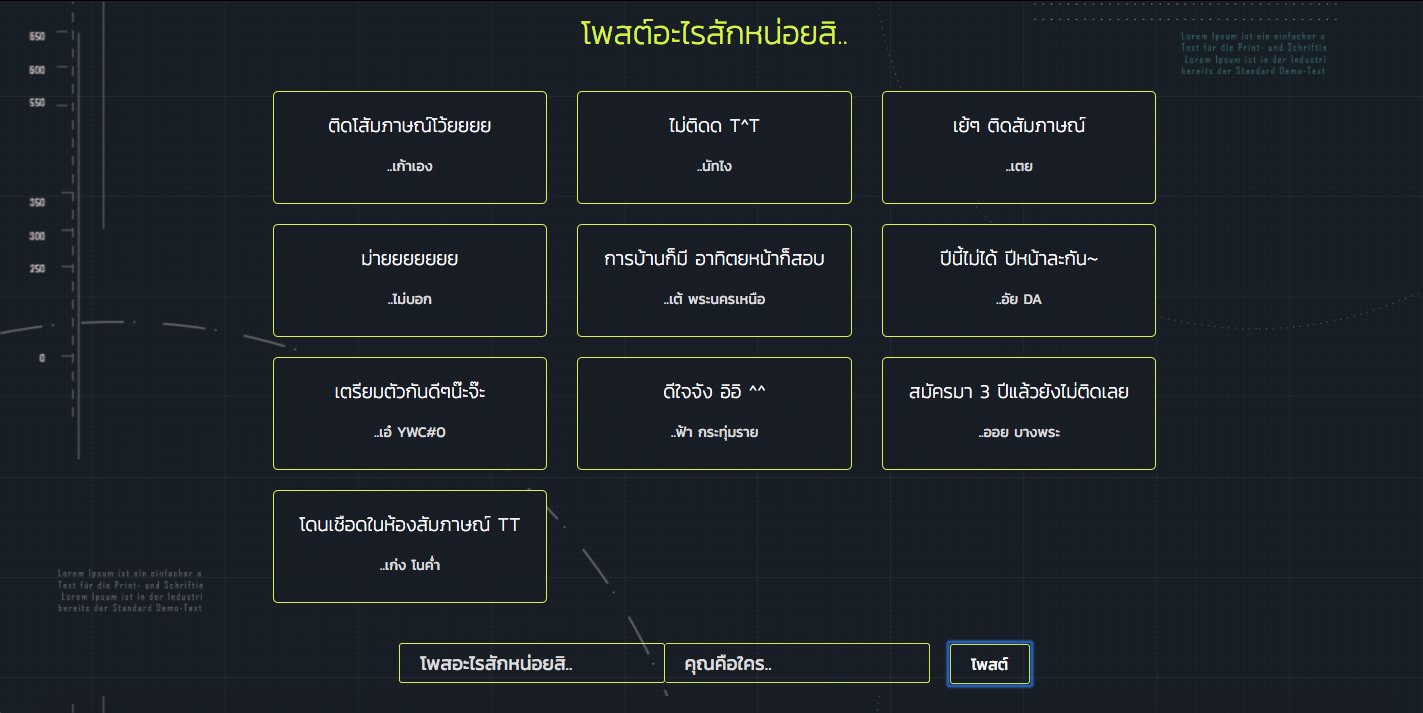 โพสต์อะไรสักหน่อยสิ..
650
600
550
350
300
250
0
Lorem Ipsum ist ein einfacher a
Text für die Print- und Schriftin
Lorem Ipsum ist in der Industri
bereits der Standard Demo-Text
ติดโส้มภาษณ์โว้ยยยย
..เก้าเอง
ไม่ติดด T^T
..นัทไง
เย้ๆ ติดสัมภาษณ์
..เตย
ม่ายยยยยยย
..ไม่บอก
การบ้านก็มี อาทิตยหน้าก็สอบ
..เต้ พระนครเหนือ
ปีนี้ไม่ได้ ปีหน้าละกัน~
..อัย DA
เตรียมตัวกันดีๆน๊ะจ๊ะ
..เอ๋ YWC#0
ดีใจจัง อิอิ ^^
..ฟ้า กระทุ่มราย
สมัครมา 3 ปีแล้วยังไม่ติดเลย
..ออย บางพระ
โดนเชือดในห้องสัมภาษณ์ TT
..เก่ง โนค่ำ
Lorem Ipsum ist ein einfacher a
Text für die Print- und Schriftin
Lorem Ipsum ist in der Industri
bereits der Standard Demo-Text
โพสอะไรสักหน่อยสิ..
คุณคือใคร..
โพสต์